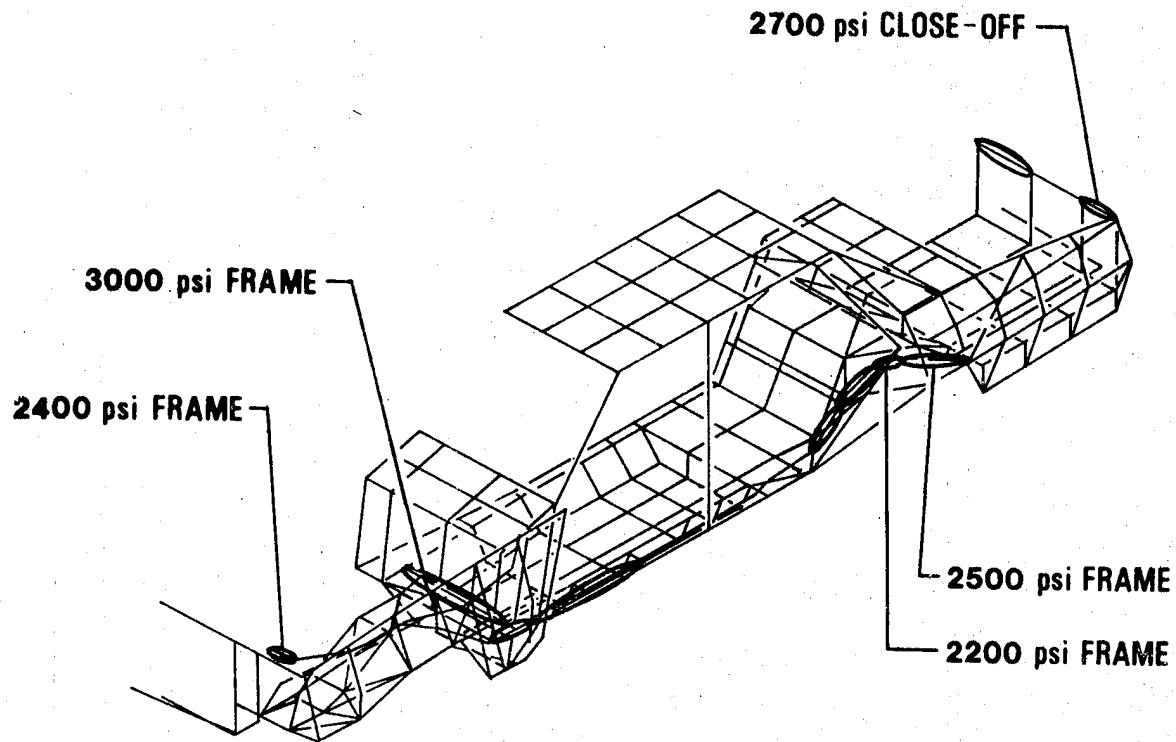 2700 psi CLOSE-OFF
3000 psi FRAME
2400 psi FRAME
2500 psi FRAME
2200 psi FRAME